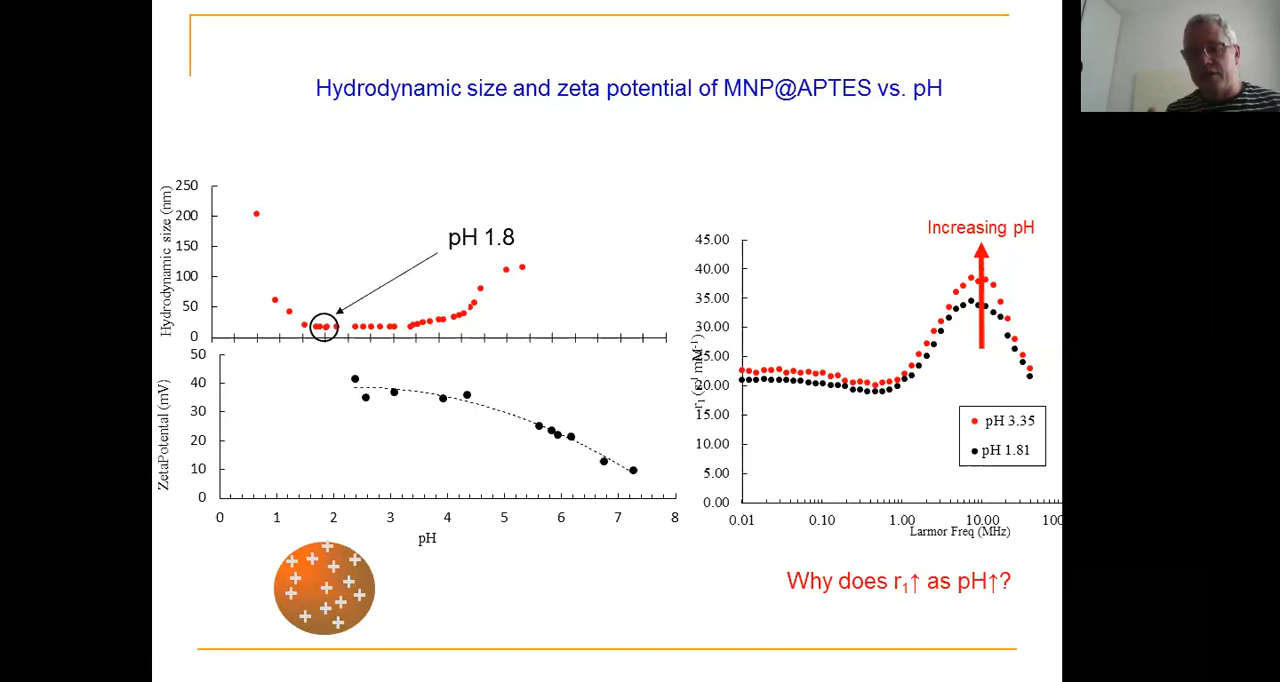 Hydrodynamic size and zeta potential of MNP@APTES vs. pH
Hydrodynamic size (nm)
250
200
150
100
50
0
pH 1.8
ZetaPotential (mV)
50
40
30
20
10
0
0 1 2 3 4 5 6 7 8
pH
Increasing pH
45.00
40.00
35.00
30.00
25.00
20.00
15.00
10.00
5.00
0.00
pH 3.35
pH 1.81
0.01 0.10 1.00 10.00 100
Larmor Freq (MHz)
Why does r₁↑ as pH↑?